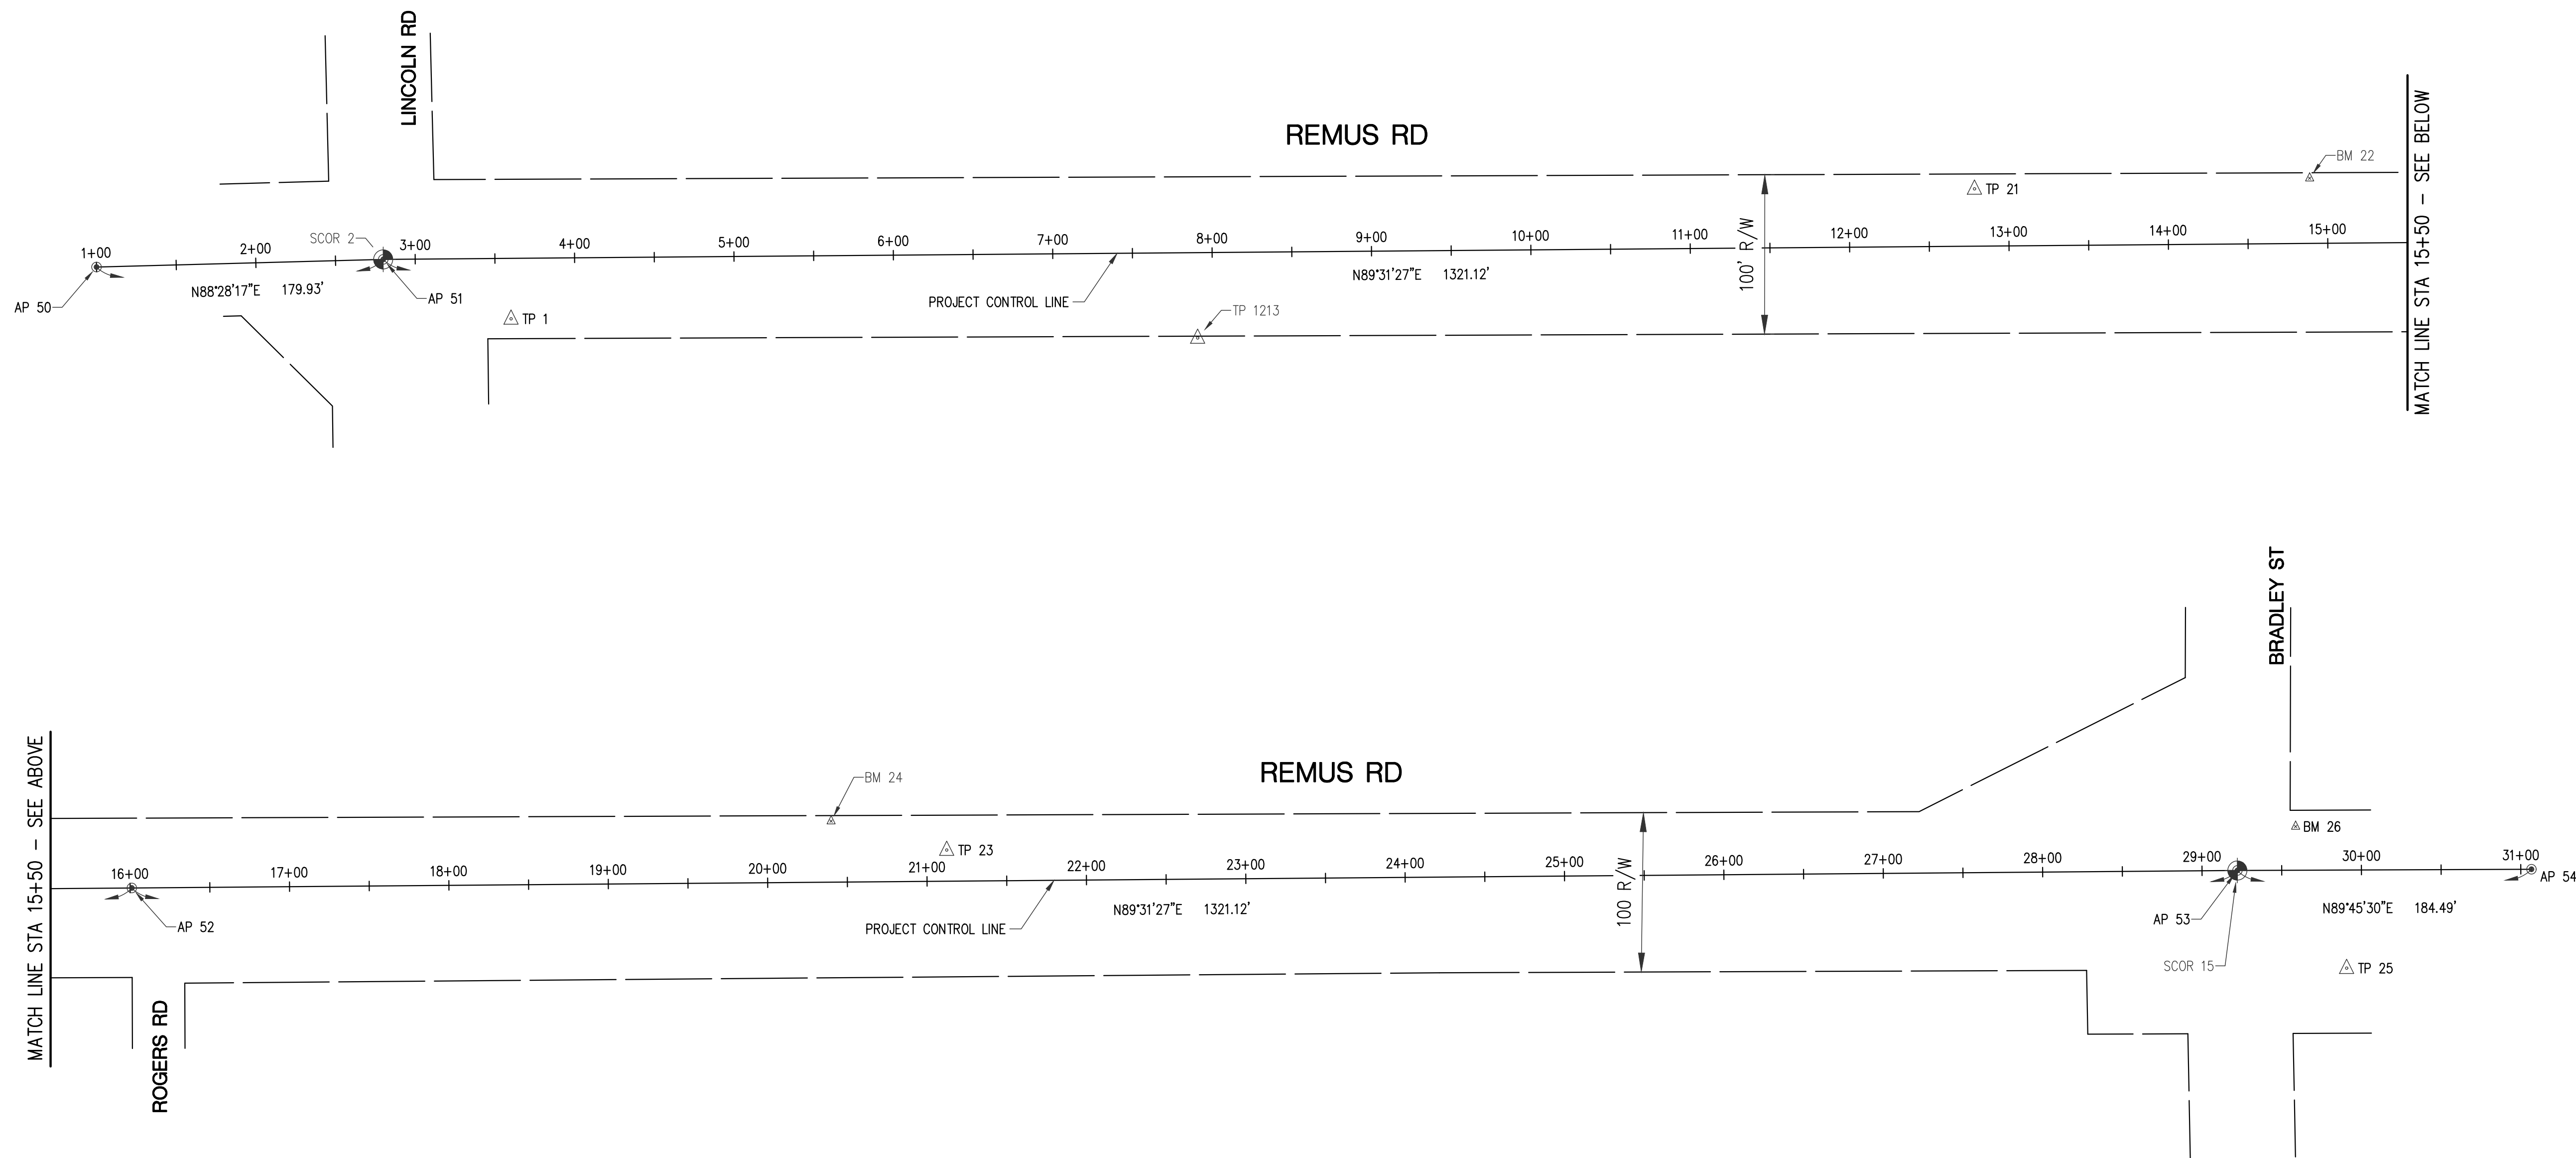 LINCOLN RD
REMUS RD
MATCH LINE STA 15+50 - SEE BELOW
BM 22
TP 21
SCOR 2
1+00
2+00
3+00
4+00
5+00
6+00
7+00
8+00
9+00
10+00
11+00
12+00
13+00
14+00
15+00
100' R/W
N88°28'17"E 179.93'
AP 50
AP 51
N89°31'27"E 1321.12'
PROJECT CONTROL LINE
TP 1
TP 1213
BRADLEY ST
MATCH LINE STA 15+50 - SEE ABOVE
REMUS RD
BM 24
BM 26
TP 23
16+00
17+00
18+00
19+00
20+00
21+00
22+00
23+00
24+00
25+00
26+00
27+00
28+00
29+00
30+00
31+00
AP 54
100 R/W
N89°31'27"E 1321.12'
N89°45'30"E 184.49'
AP 52
PROJECT CONTROL LINE
AP 53
SCOR 15
TP 25
ROGERS RD